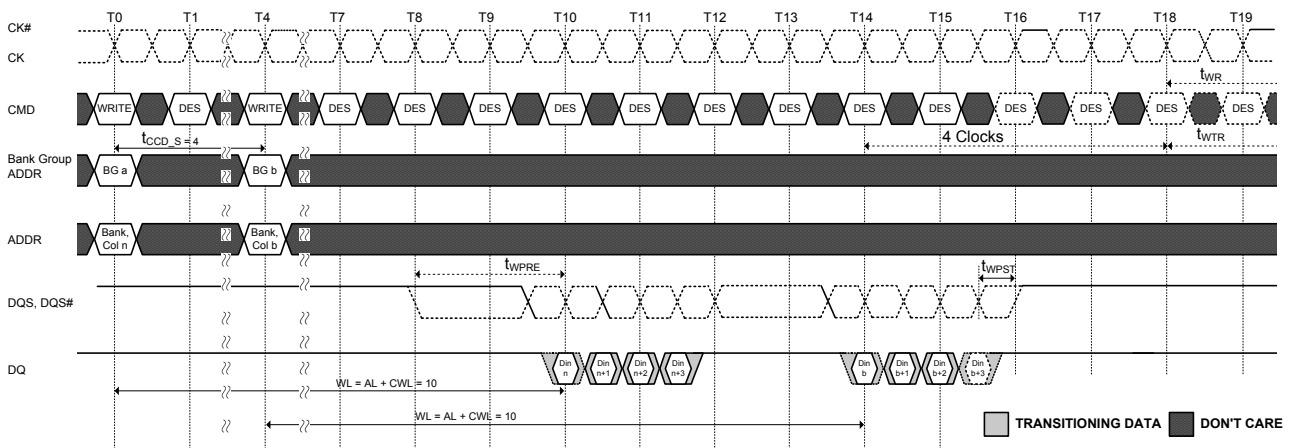 T0 T1 T4 T7 T8 T9 T10 T11 T12 T13 T14 T15 T16 T17 T18 T19
CK#
CK
tWR
CMD
WRITE DES WRITE DES DES DES DES DES DES DES DES DES DES DES DES DES
tCCD_S = 4
4 Clocks
tWTR
Bank Group
ADDR
BG a BG b
ADDR
Bank,
Col n
Bank,
Col b
tWPRE
tWPST
DQS, DQS#
DQ
Din
n
Din
n+1
Din
n+2
Din
n+3
Din
b
Din
b+1
Din
b+2
Din
b+3
WL = AL + CWL = 10
WL = AL + CWL = 10
TRANSITIONING DATA
DON'T CARE